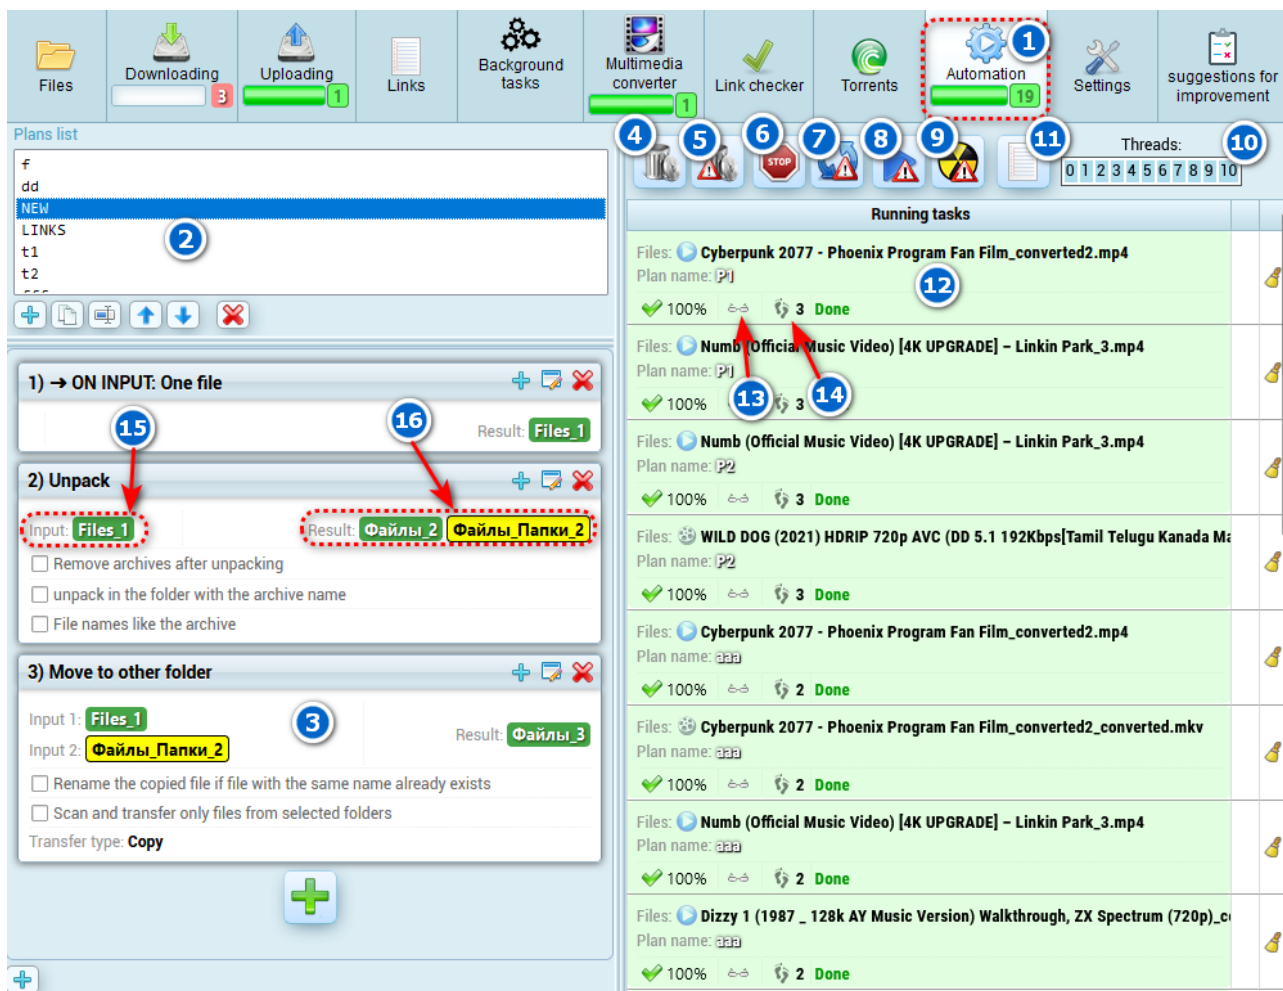 Files
Downloading
3
Uploading
1
Links
Background
tasks
Multimedia
converter
1
Link checker
Torrents
Automation
19
1
Settings
suggestions for
improvement
Plans list
f
dd
NEW
LINKS
t1
t2
2
4
5
6
STOP
7
8
9
11
Threads:
10
0 1 2 3 4 5 6 7 8 9 10
1) → ON INPUT: One file
Result: Files_1
15
16
2) Unpack
Input: Files_1
Result: Файлы_2 Файлы_Папки_2
Remove archives after unpacking
unpack in the folder with the archive name
File names like the archive
3) Move to other folder
Input 1: Files_1
Input 2: Файлы_Папки_2
3
Result: Файлы_3
Rename the copied file if file with the same name already exists
Scan and transfer only files from selected folders
Transfer type: Copy
Running tasks
Files: Cyberpunk 2077 - Phoenix Program Fan Film_converted2.mp4
Plan name: P1
12
100% 3 Done
Files: Numb (Official Music Video) [4K UPGRADE] – Linkin Park_3.mp4
Plan name: P1
100% 13 3 14
Files: Numb (Official Music Video) [4K UPGRADE] – Linkin Park_3.mp4
Plan name: P2
100% 3 Done
Files: WILD DOG (2021) HDRIP 720p AVC (DD 5.1 192Kbps[Tamil Telugu Kanada Ma
Plan name: P2
100% 3 Done
Files: Cyberpunk 2077 - Phoenix Program Fan Film_converted2.mp4
Plan name: aaa
100% 2 Done
Files: Cyberpunk 2077 - Phoenix Program Fan Film_converted2_converted.mkv
Plan name: aaa
100% 2 Done
Files: Numb (Official Music Video) [4K UPGRADE] – Linkin Park_3.mp4
Plan name: aaa
100% 2 Done
Files: Dizzy 1 (1987 _ 128k AY Music Version) Walkthrough, ZX Spectrum (720p)_c
Plan name: aaa
100% 2 Done